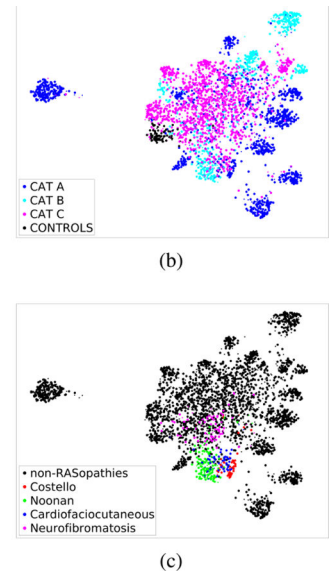 CAT A
CAT B
CAT C
CONTROLS
(b)
non-RASopathies
Costello
Noonan
Cardiofaciocutaneous
Neurofibromatosis
(c)